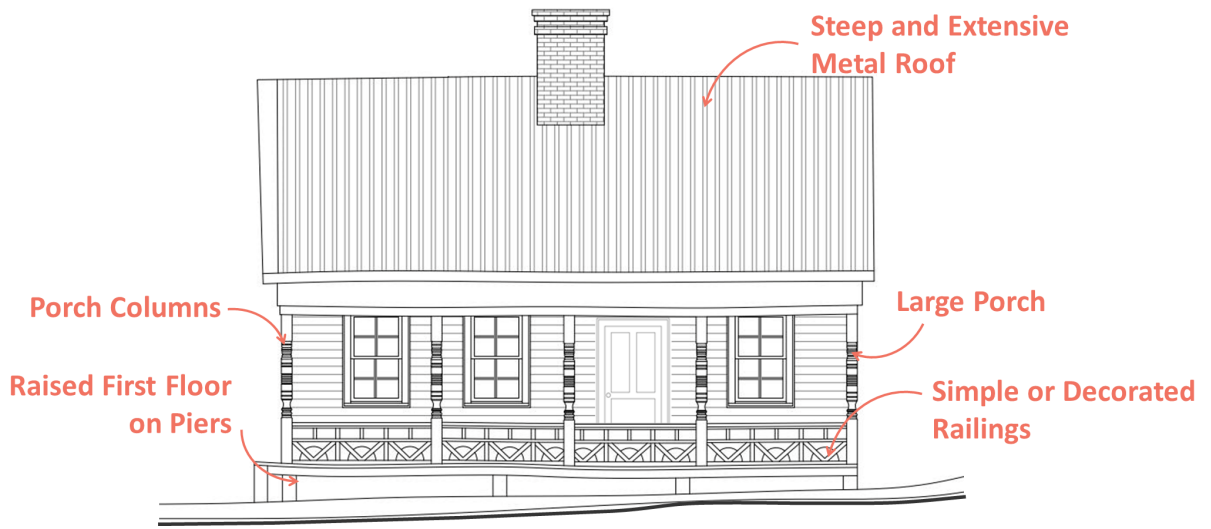 Steep and Extensive
Metal Roof
Porch Columns
Large Porch
Raised First Floor
on Piers
Simple or Decorated
Railings